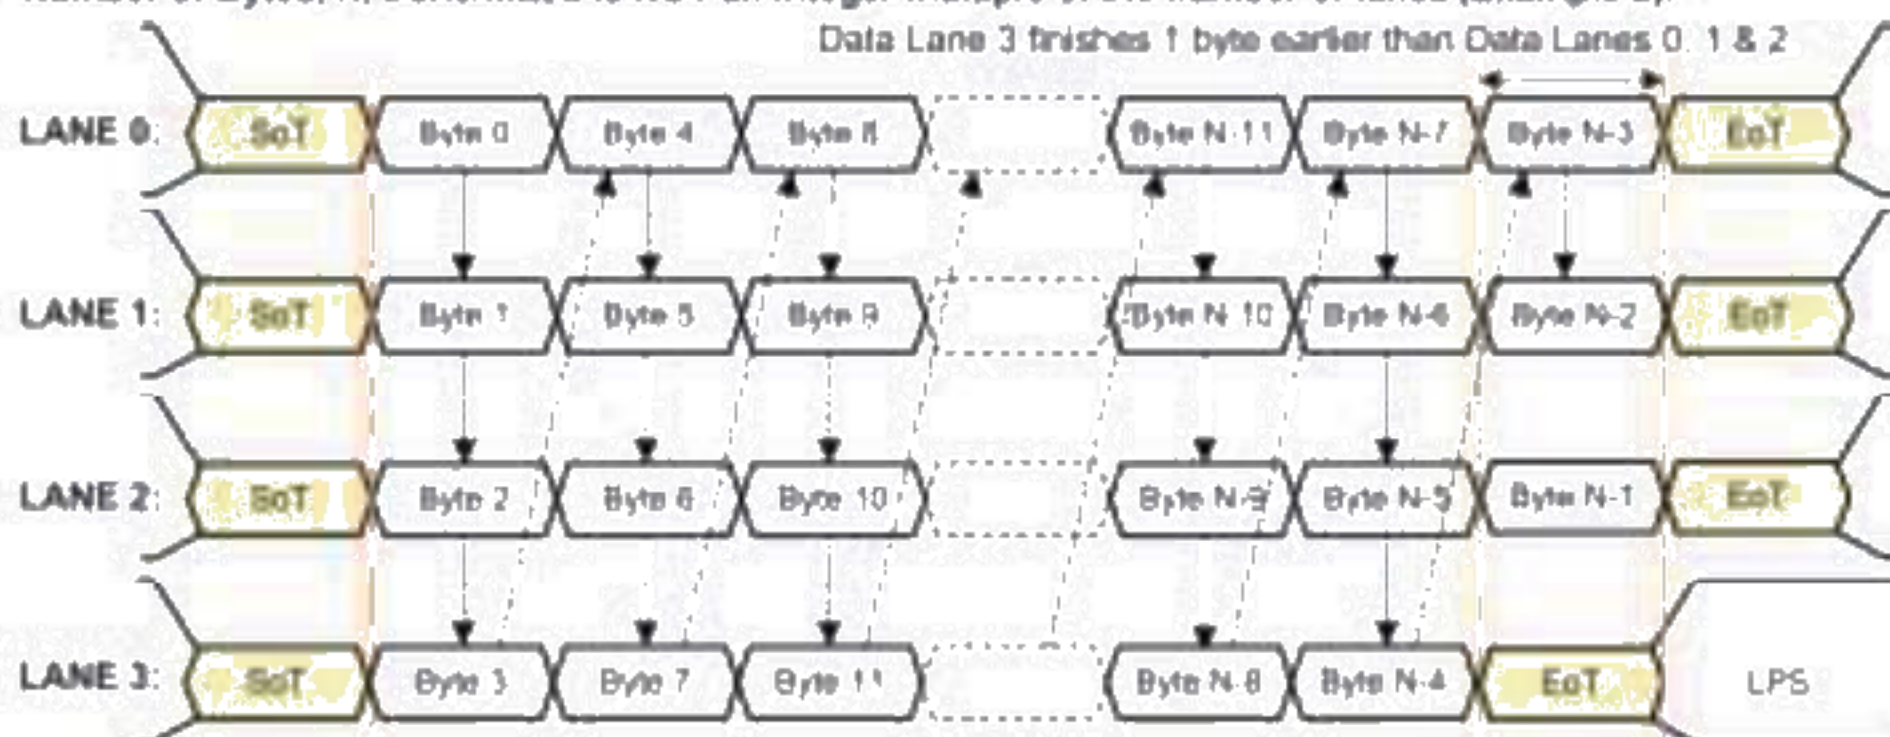 Data Lane 3 finishes 1 byte earlier than Data Lanes 0, 1 & 2
LANE 0: SoT Byte 0 Byte 4 Byte 8 Byte N-11 Byte N-7 Byte N-3 EoT
LANE 1: SoT Byte 1 Byte 5 Byte 9 Byte N-10 Byte N-6 Byte N-2 EoT
LANE 2: SoT Byte 2 Byte 6 Byte 10 Byte N-9 Byte N-5 Byte N-1 EoT
LANE 3: SoT Byte 3 Byte 7 Byte 11 Byte N-8 Byte N-4 EoT LPS